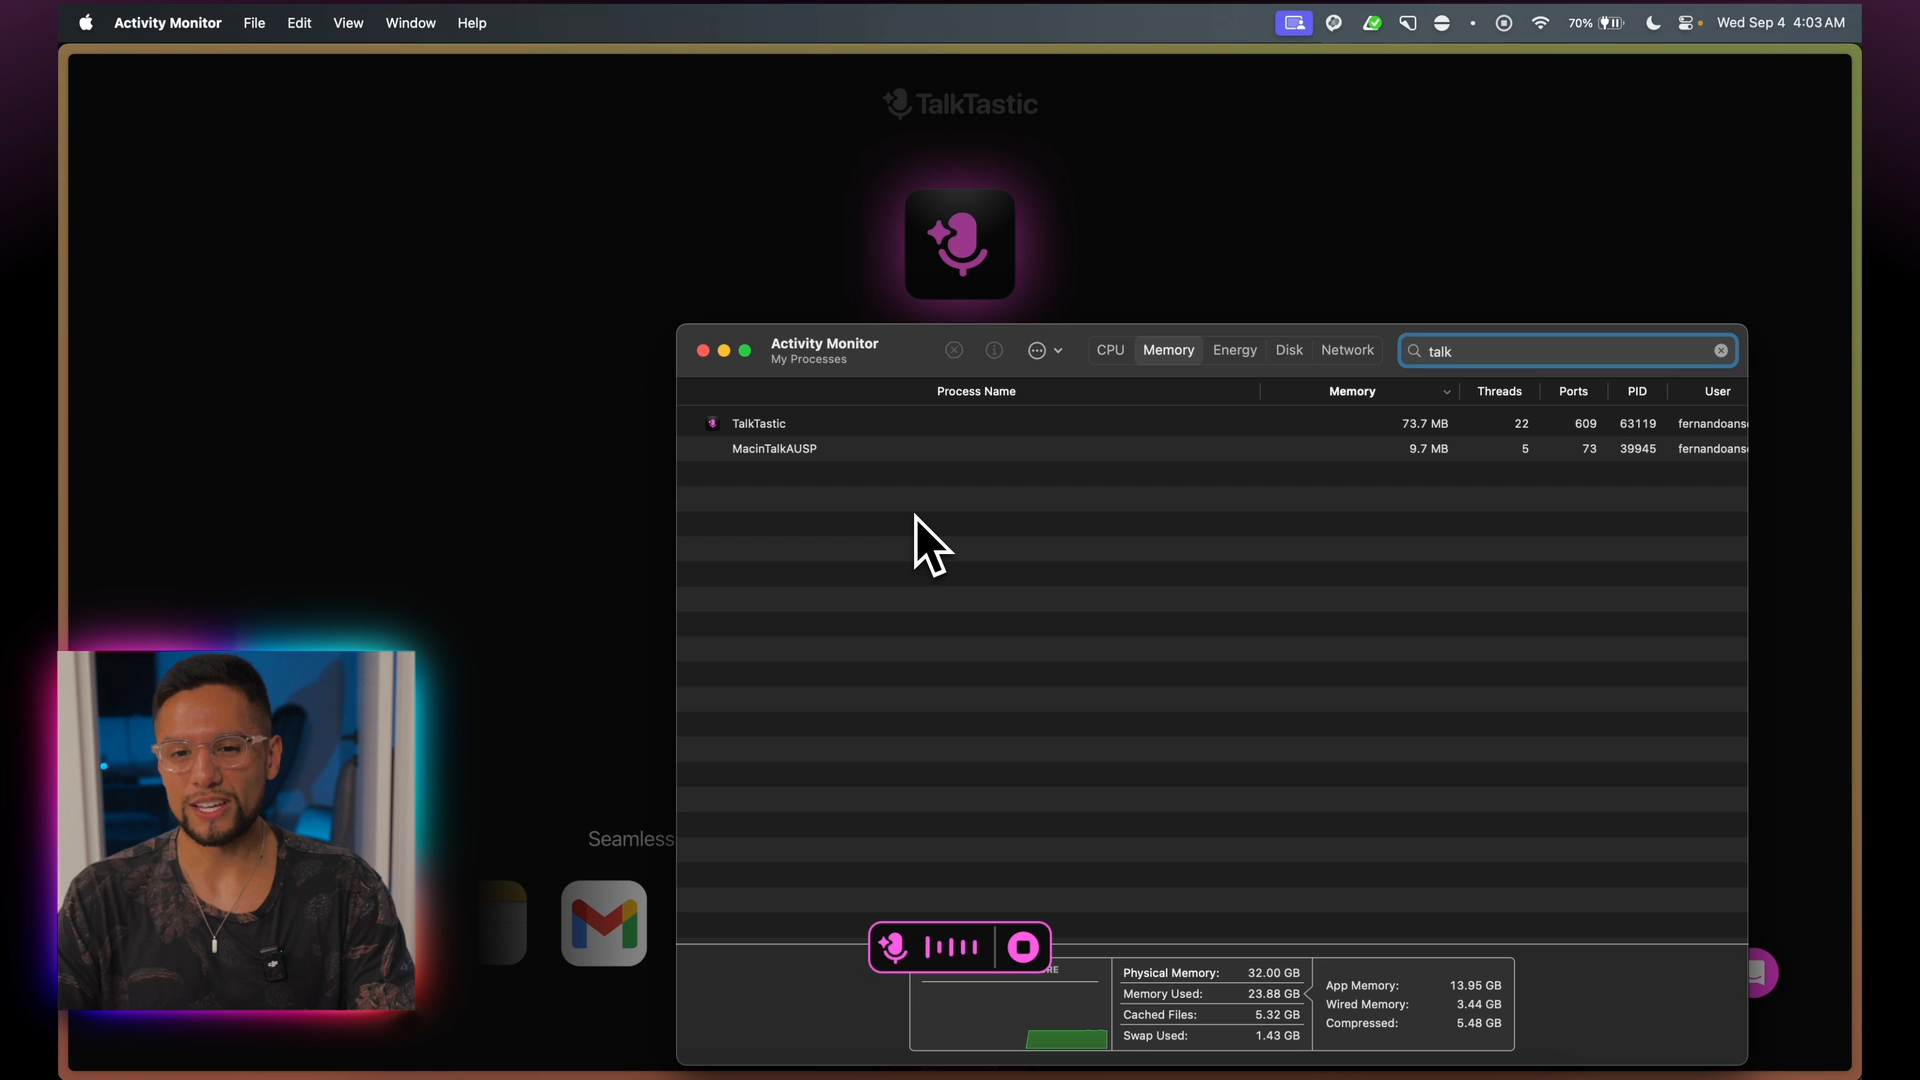 Activity Monitor File Edit View Window Help 70% Wed Sep 4 4:03 AM
TalkTastic
Activity Monitor
My Processes
CPU Memory Energy Disk Network
talk
Process Name Memory Threads Ports PID User
TalkTastic 73.7 MB 22 609 63119 fernandoans
MacinTalkAUSP 9.7 MB 5 73 39945 fernandoans
Seamless
RE
Physical Memory: 32.00 GB
Memory Used: 23.88 GB
Cached Files: 5.32 GB
Swap Used: 1.43 GB
App Memory: 13.95 GB
Wired Memory: 3.44 GB
Compressed: 5.48 GB